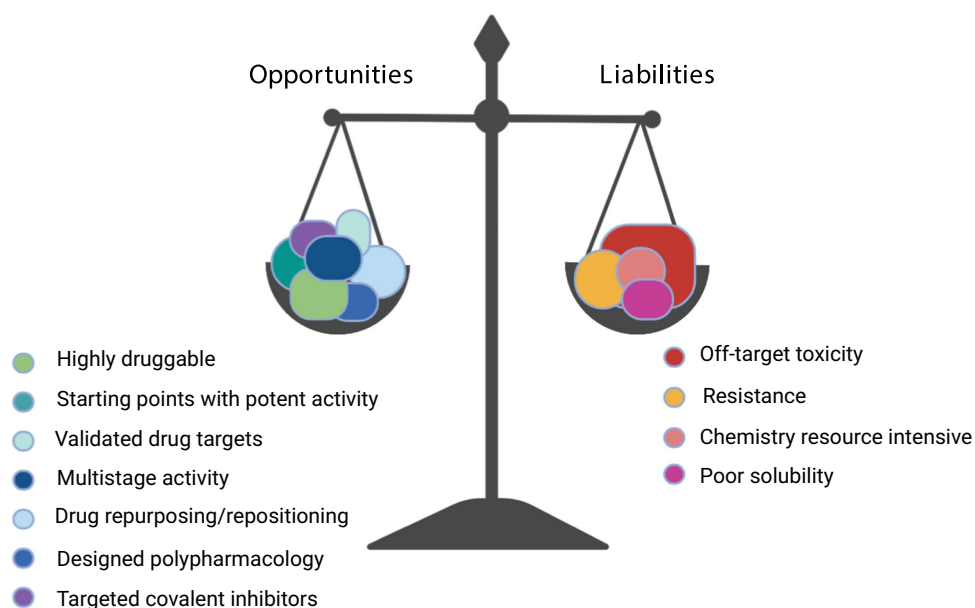 Opportunities
Liabilities
Highly druggable
Starting points with potent activity
Validated drug targets
Multistage activity
Drug repurposing/repositioning
Designed polypharmacology
Targeted covalent inhibitors
Off-target toxicity
Resistance
Chemistry resource intensive
Poor solubility